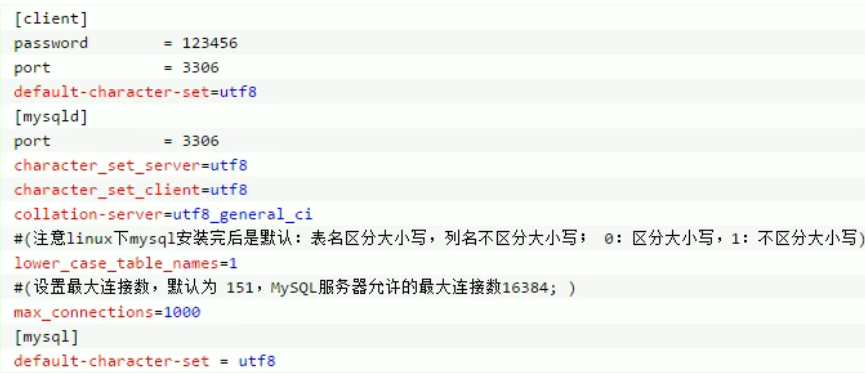 [client]
password        = 123456
port            = 3306
default-character-set=utf8
[mysqld]
port            = 3306
character_set_server=utf8
character_set_client=utf8
collation-server=utf8_general_ci
#(注意linux下mysql安装完后是默认：表名区分大小写，列名不区分大小写； 0：区分大小写，1：不区分大小写)
lower_case_table_names=1
#(设置最大连接数，默认为 151，MySQL服务器允许的最大连接数16384; )
max_connections=1000
[mysql]
default-character-set = utf8